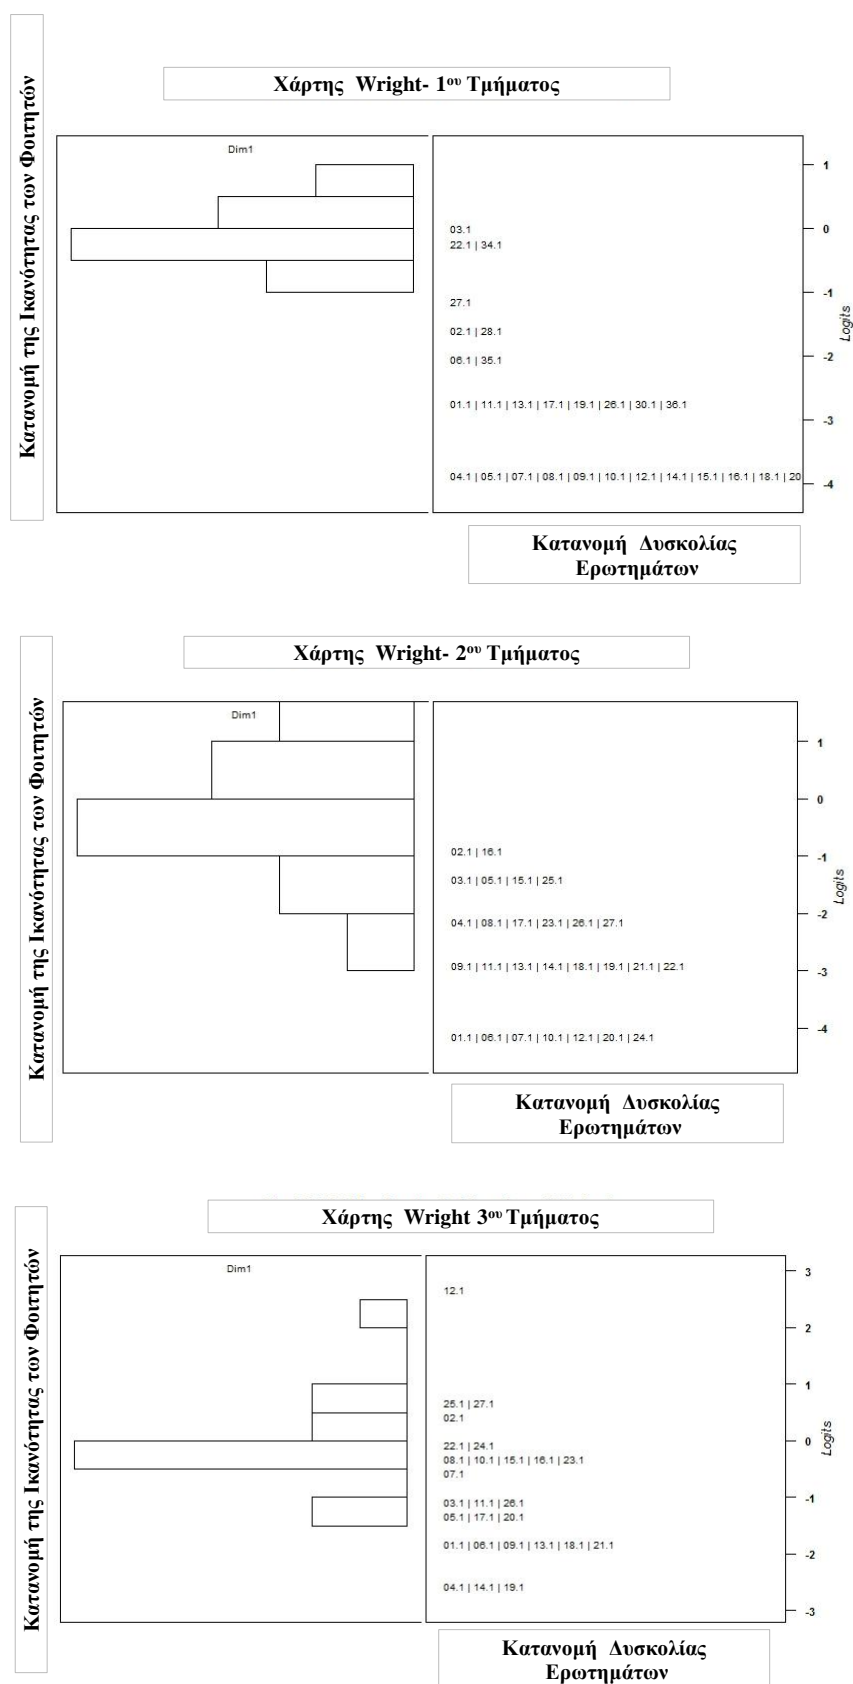 Κατανομή της Ικανότητας των Φοιτητών
Χάρτης Wright- 1ου Τμήματος
Dim1
1
0
-1
-2
-3
-4
Logits
03.1
22.1 | 34.1
27.1
02.1 | 28.1
06.1 | 35.1
01.1 | 11.1 | 13.1 | 17.1 | 19.1 | 26.1 | 30.1 | 36.1
04.1 | 05.1 | 07.1 | 08.1 | 09.1 | 10.1 | 12.1 | 14.1 | 15.1 | 16.1 | 18.1 | 20
Κατανομή Δυσκολίας
Ερωτημάτων
Κατανομή της Ικανότητας των Φοιτητών
Χάρτης Wright- 2ου Τμήματος
Dim1
1
0
-1
-2
-3
-4
Logits
02.1 | 16.1
03.1 | 05.1 | 15.1 | 25.1
04.1 | 08.1 | 17.1 | 23.1 | 26.1 | 27.1
09.1 | 11.1 | 13.1 | 14.1 | 18.1 | 19.1 | 21.1 | 22.1
01.1 | 06.1 | 07.1 | 10.1 | 12.1 | 20.1 | 24.1
Κατανομή Δυσκολίας
Ερωτημάτων
Κατανομή της Ικανότητας των Φοιτητών
Χάρτης Wright 3ου Τμήματος
Dim1
3
2
1
0
-1
-2
-3
Logits
12.1
25.1 | 27.1
02.1
22.1 | 24.1
08.1 | 10.1 | 15.1 | 16.1 | 23.1
07.1
03.1 | 11.1 | 26.1
05.1 | 17.1 | 20.1
01.1 | 06.1 | 09.1 | 13.1 | 18.1 | 21.1
04.1 | 14.1 | 19.1
Κατανομή Δυσκολίας
Ερωτημάτων